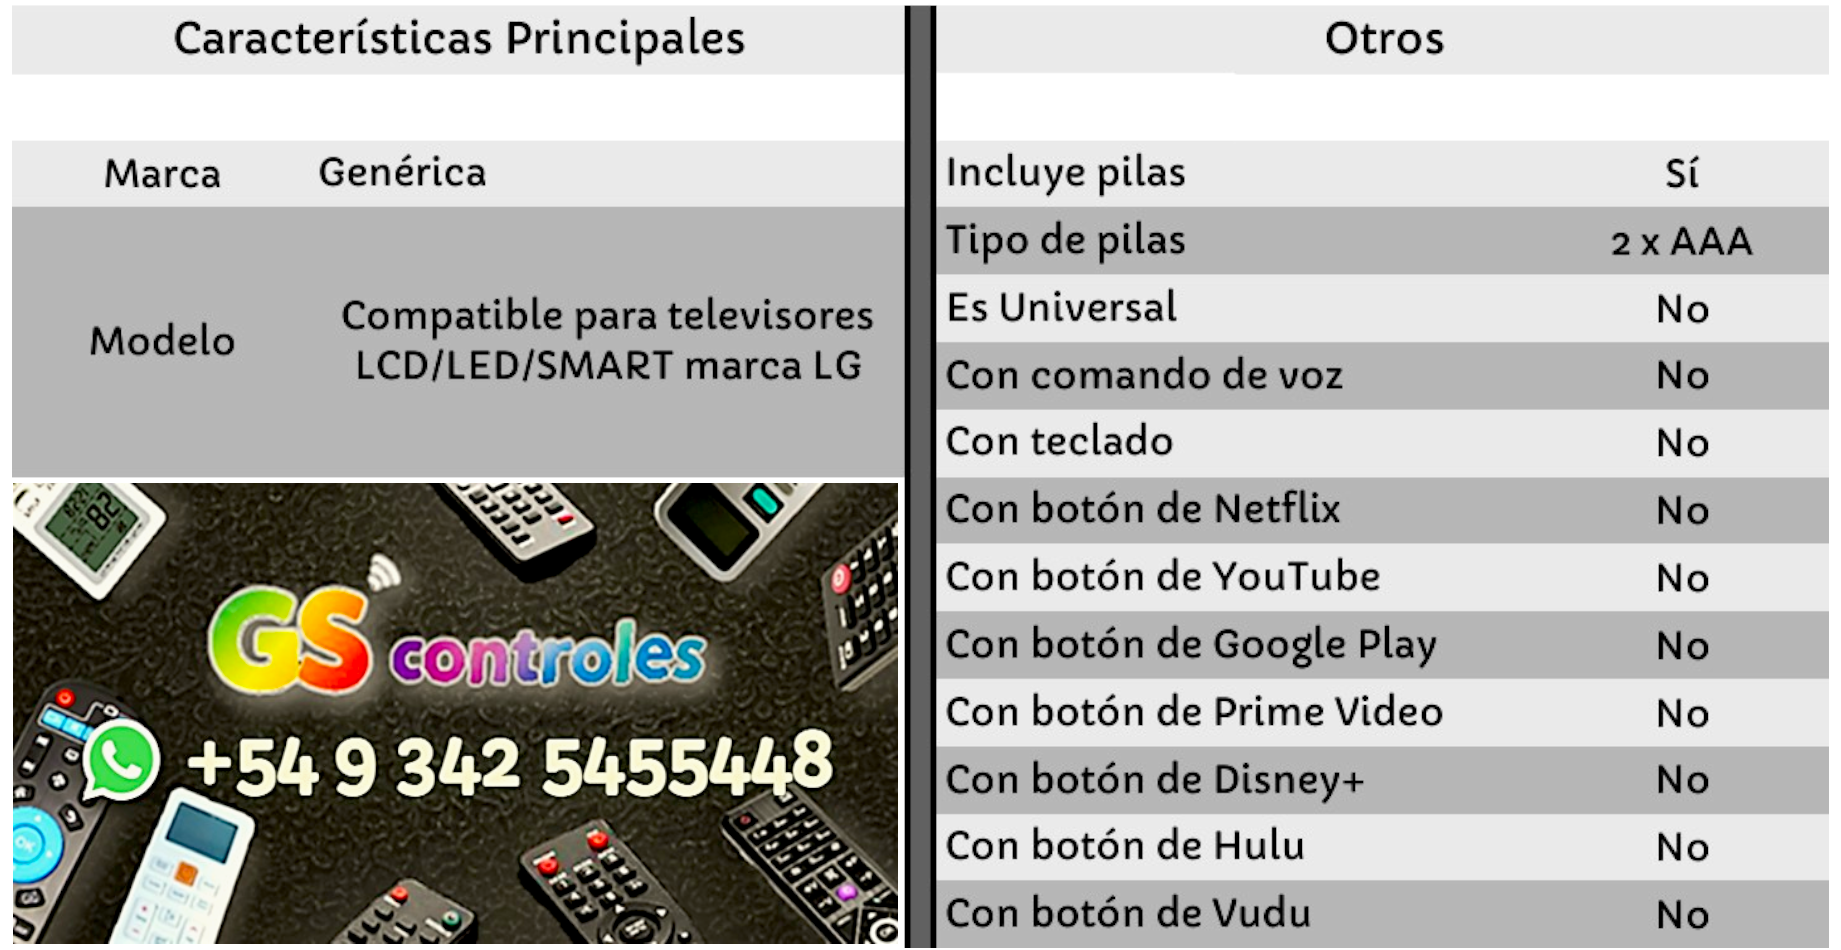 Características Principales
Marca Genérica
Modelo
Compatible para televisores
LCD/LED/SMART marca LG
GS controles
+54 9 342 5455448
Otros
Incluye pilas Sí
Tipo de pilas 2 x AAA
Es Universal No
Con comando de voz No
Con teclado No
Con botón de Netflix No
Con botón de YouTube No
Con botón de Google Play No
Con botón de Prime Video No
Con botón de Disney+ No
Con botón de Hulu No
Con botón de Vudu No